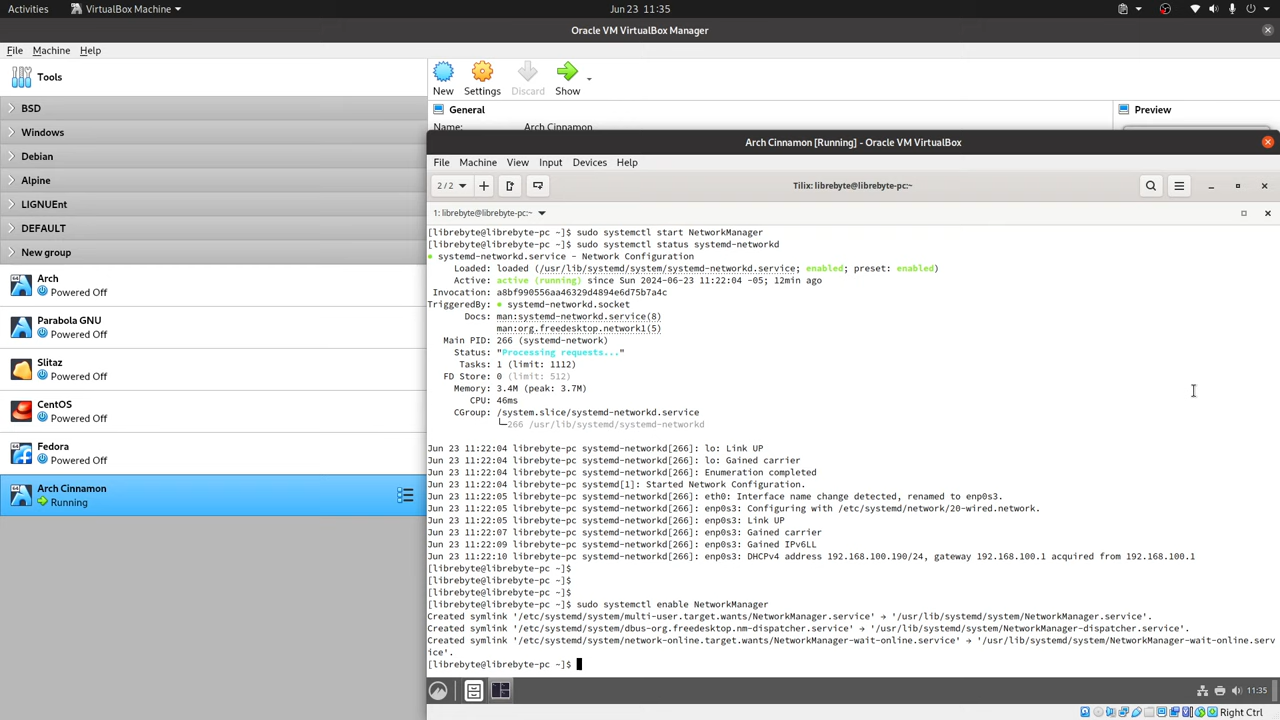 Activities
VirtualBox Machine
Jun 23 11:35
Oracle VM VirtualBox Manager
File Machine Help
Tools
New Settings Discard Show
BSD
Windows
Debian
Alpine
LIGNUEnt
DEFAULT
New group
Arch
Powered Off
Parabola GNU
Powered Off
Slitaz
Powered Off
CentOS
Powered Off
Fedora
Powered Off
Arch Cinnamon
Running
General
Preview
Name: Arch Cinnamon
Arch Cinnamon [Running] - Oracle VM VirtualBox
File Machine View Input Devices Help
2/2
Tilix: librebyte@librebyte-pc:~
1: librebyte@librebyte-pc:~
[librebyte@librebyte-pc ~]$ sudo systemctl start NetworkManager
[librebyte@librebyte-pc ~]$ sudo systemctl status systemd-networkd
● systemd-networkd.service - Network Configuration
Loaded: loaded (/usr/lib/systemd/system/systemd-networkd.service; enabled; preset: enabled)
Active: active (running) since Sun 2024-06-23 11:22:04 -05; 12min ago
Invocation: a8bf990556aa46329d4894e6d75b7a4c
TriggeredBy: ● systemd-networkd.socket
Docs: man:systemd-networkd.service(8)
man:org.freedesktop.network1(5)
Main PID: 266 (systemd-network)
Status: "Processing requests..."
Tasks: 1 (limit: 1112)
FD Store: 0 (limit: 512)
Memory: 3.4M (peak: 3.7M)
CPU: 46ms
CGroup: /system.slice/systemd-networkd.service
└─266 /usr/lib/systemd/systemd-networkd
Jun 23 11:22:04 librebyte-pc systemd-networkd[266]: lo: Link UP
Jun 23 11:22:04 librebyte-pc systemd-networkd[266]: lo: Gained carrier
Jun 23 11:22:04 librebyte-pc systemd-networkd[266]: Enumeration completed
Jun 23 11:22:04 librebyte-pc systemd[1]: Started Network Configuration.
Jun 23 11:22:05 librebyte-pc systemd-networkd[266]: eth0: Interface name change detected, renamed to enp0s3.
Jun 23 11:22:05 librebyte-pc systemd-networkd[266]: enp0s3: Configuring with /etc/systemd/network/20-wired.network.
Jun 23 11:22:05 librebyte-pc systemd-networkd[266]: enp0s3: Link UP
Jun 23 11:22:07 librebyte-pc systemd-networkd[266]: enp0s3: Gained carrier
Jun 23 11:22:09 librebyte-pc systemd-networkd[266]: enp0s3: Gained IPv6LL
Jun 23 11:22:10 librebyte-pc systemd-networkd[266]: enp0s3: DHCPv4 address 192.168.100.190/24, gateway 192.168.100.1 acquired from 192.168.100.1
[librebyte@librebyte-pc ~]$
[librebyte@librebyte-pc ~]$
[librebyte@librebyte-pc ~]$
[librebyte@librebyte-pc ~]$ sudo systemctl enable NetworkManager
Created symlink '/etc/systemd/system/multi-user.target.wants/NetworkManager.service' → '/usr/lib/systemd/system/NetworkManager.service'.
Created symlink '/etc/systemd/system/dbus-org.freedesktop.nm-dispatcher.service' → '/usr/lib/systemd/system/NetworkManager-dispatcher.service'.
Created symlink '/etc/systemd/system/network-online.target.wants/NetworkManager-wait-online.service' → '/usr/lib/systemd/system/NetworkManager-wait-online.serv
ice'.
[librebyte@librebyte-pc ~]$
11:35
Right Ctrl